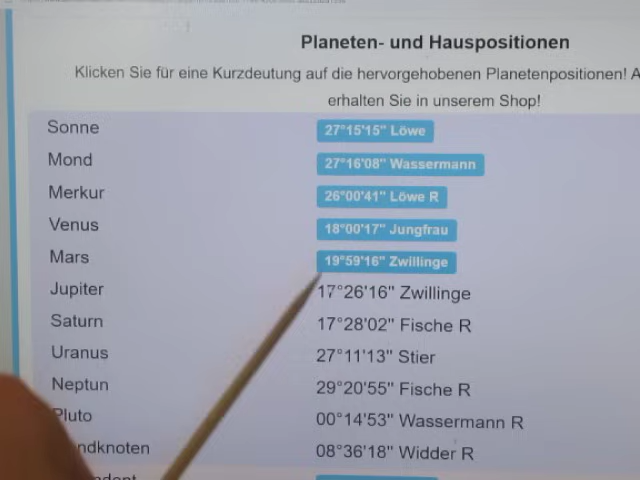 Planeten- und Hauspositionen
Klicken Sie für eine Kurzdeutung auf die hervorgehobenen Planetenpositionen! A
erhalten Sie in unserem Shop!
Sonne 27°15'15" Löwe
Mond 27°16'08" Wassermann
Merkur 26°00'41" Löwe R
Venus 18°00'17" Jungfrau
Mars 19°59'16" Zwillinge
Jupiter 17°26'16" Zwillinge
Saturn 17°28'02" Fische R
Uranus 27°11'13" Stier
Neptun 29°20'55" Fische R
Pluto 00°14'53" Wassermann R
ndknoten 08°36'18" Widder R